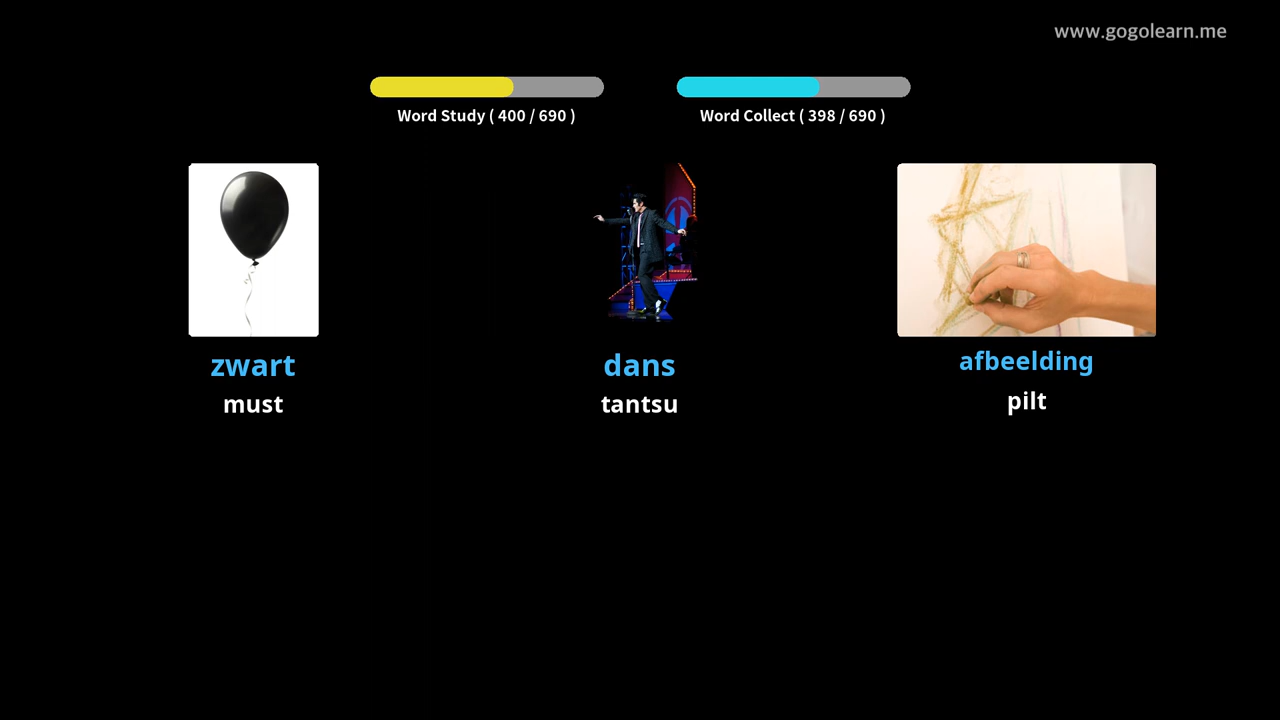 www.gogolearn.me
Word Study ( 400 / 690 )
Word Collect ( 398 / 690 )
zwart
must
dans
tantsu
afbeelding
pilt